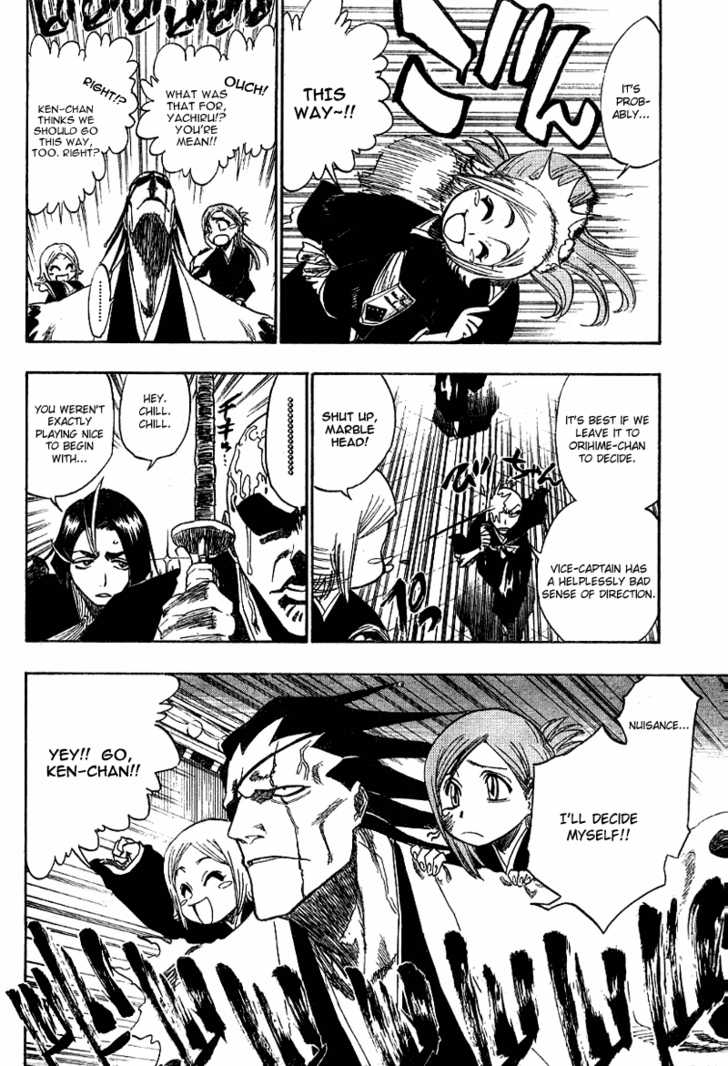 IT'S
PROB-
ABLY...
THIS
WAY~!!
OUCH!
WHAT WAS
THAT FOR,
YACHIRU!?
YOU'RE
MEAN!!
RIGHT!?
KEN-CHAN
THINKS WE
SHOULD GO
THIS WAY,
TOO. RIGHT?
IT'S BEST IF WE
LEAVE IT TO
ORIHIME-CHAN
TO DECIDE.
VICE-CAPTAIN HAS
A HELPLESSLY BAD
SENSE OF DIRECTION.
SHUT UP,
MARBLE
HEAD!
HEY.
CHILL.
CHILL.
YOU WEREN'T
EXACTLY
PLAYING NICE
TO BEGIN
WITH...
NUISANCE...
I'LL DECIDE
MYSELF!!
YEY!! GO,
KEN-CHAN!!